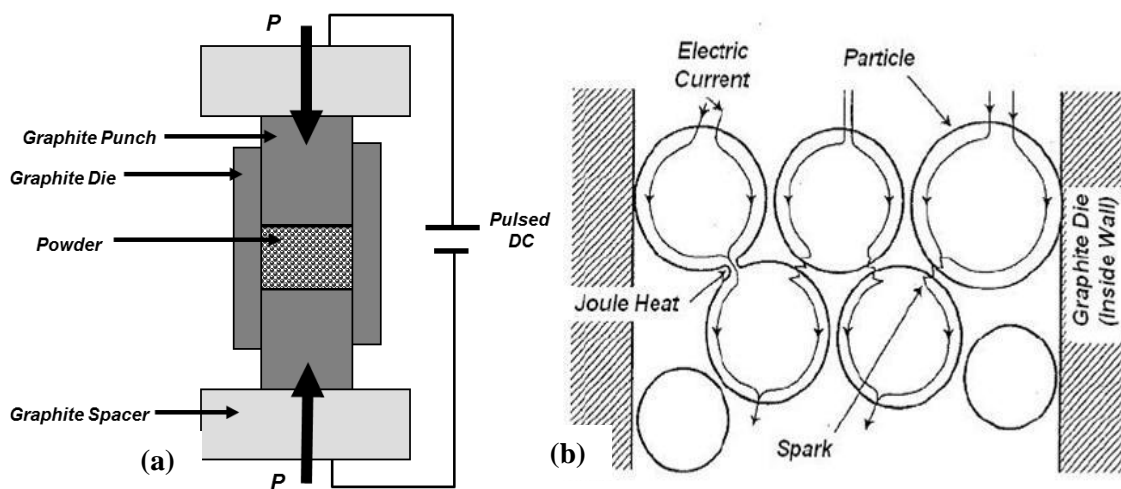 P
Graphite Punch
Graphite Die
Powder
Graphite Spacer
Pulsed
DC
P
(a)
Electric
Current
Particle
Joule Heat
Spark
Graphite Die
(Inside Wall)
(b)